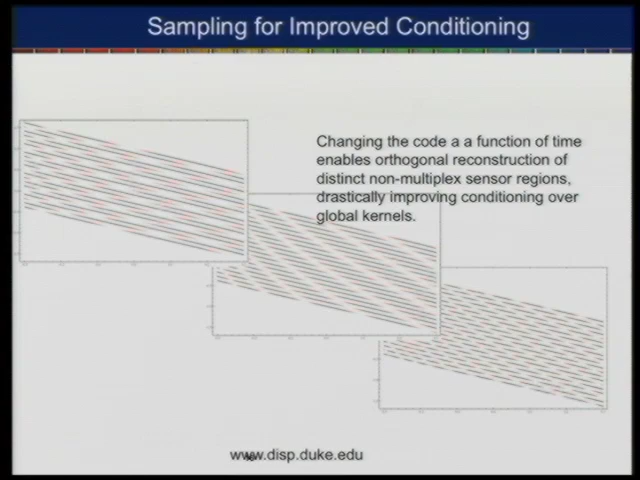 Sampling for Improved Conditioning
Changing the code a a function of time
enables orthogonal reconstruction of
distinct non-multiplex sensor regions,
drastically improving conditioning over
global kernels.
www.disp.duke.edu